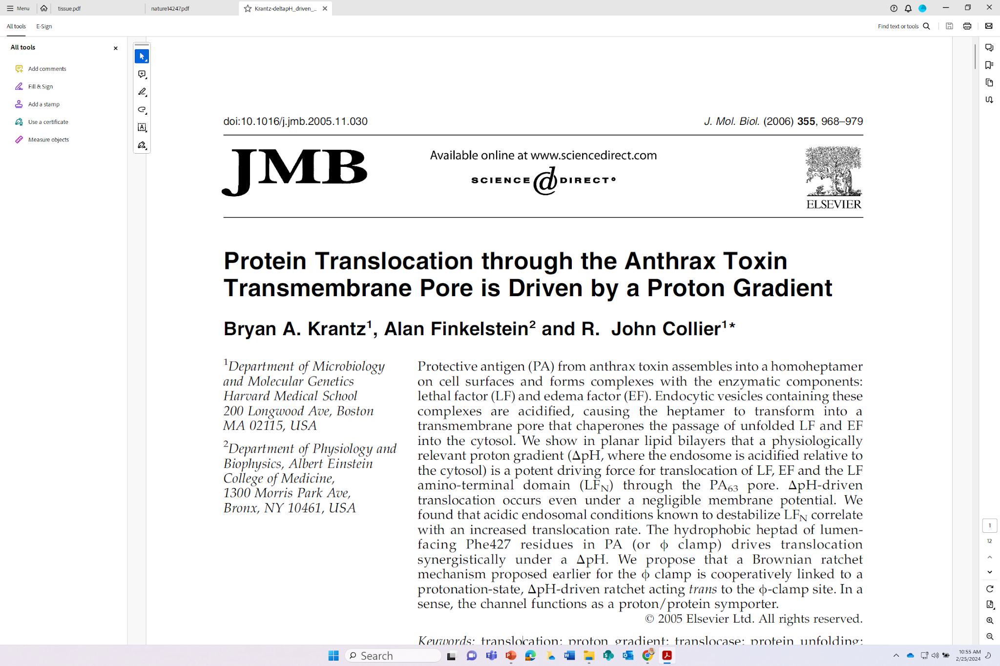 Menu
tissue.pdf
nature14247.pdf
Krantz-deltapH_driven_...
All tools
E-Sign
Find text or tools
All tools
Add comments
Fill & Sign
Add a stamp
Use a certificate
Measure objects
doi:10.1016/j.jmb.2005.11.030
J. Mol. Biol. (2006) 355, 968–979
JMB
Available online at www.sciencedirect.com
SCIENCE @ DIRECT®
ELSEVIER
Protein Translocation through the Anthrax Toxin
Transmembrane Pore is Driven by a Proton Gradient
Bryan A. Krantz¹, Alan Finkelstein² and R. John Collier¹*
¹Department of Microbiology
and Molecular Genetics
Harvard Medical School
200 Longwood Ave, Boston
MA 02115, USA
²Department of Physiology and
Biophysics, Albert Einstein
College of Medicine,
1300 Morris Park Ave,
Bronx, NY 10461, USA
Protective antigen (PA) from anthrax toxin assembles into a homoheptamer
on cell surfaces and forms complexes with the enzymatic components:
lethal factor (LF) and edema factor (EF). Endocytic vesicles containing these
complexes are acidified, causing the heptamer to transform into a
transmembrane pore that chaperones the passage of unfolded LF and EF
into the cytosol. We show in planar lipid bilayers that a physiologically
relevant proton gradient (ΔpH, where the endosome is acidified relative to
the cytosol) is a potent driving force for translocation of LF, EF and the LF
amino-terminal domain (LFN) through the PA63 pore. ΔpH-driven
translocation occurs even under a negligible membrane potential. We
found that acidic endosomal conditions known to destabilize LFN correlate
with an increased translocation rate. The hydrophobic heptad of lumen-
facing Phe427 residues in PA (or ϕ clamp) drives translocation
synergistically under a ΔpH. We propose that a Brownian ratchet
mechanism proposed earlier for the ϕ clamp is cooperatively linked to a
protonation-state, ΔpH-driven ratchet acting trans to the ϕ-clamp site. In a
sense, the channel functions as a proton/protein symporter.
© 2005 Elsevier Ltd. All rights reserved.
Keywords: translocation; proton gradient; translocase; protein unfolding;
1
12
Search
10:55 AM
2/25/2024